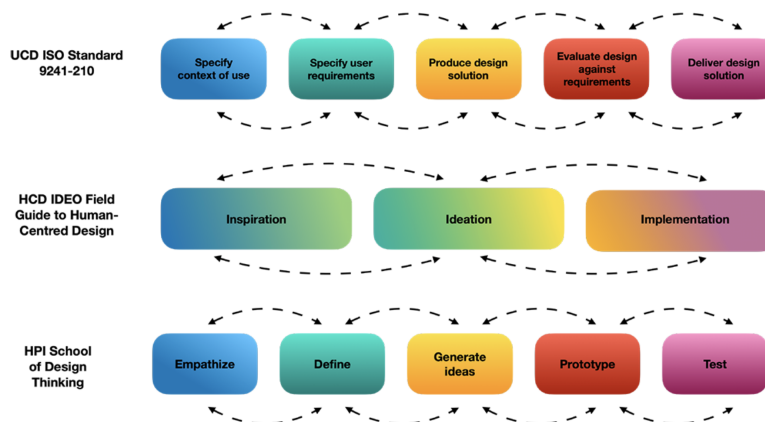 UCD ISO Standard
9241-210
Specify
context of use
Specify user
requirements
Produce design
solution
Evaluate design
against
requirements
Deliver design
solution
HCD IDEO Field
Guide to Human-
Centred Design
Inspiration
Ideation
Implementation
HPI School
of Design
Thinking
Empathize
Define
Generate
ideas
Prototype
Test